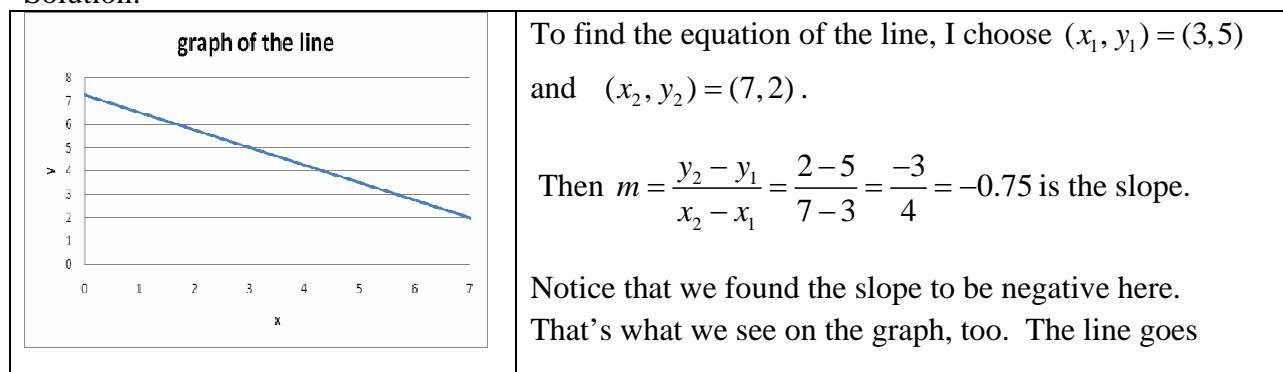 Solution:
graph of the line
8
7
6
5
4
3
2
1
0
y
0 1 2 3 4 5 6 7
x
To find the equation of the line, I choose (x₁, y₁) = (3,5)
and (x₂, y₂) = (7, 2).
Then m = (y₂ − y₁)/(x₂ − x₁) = (2 − 5)/(7 − 3) = −3/4 = −0.75 is the slope.
Notice that we found the slope to be negative here.
That’s what we see on the graph, too. The line goes